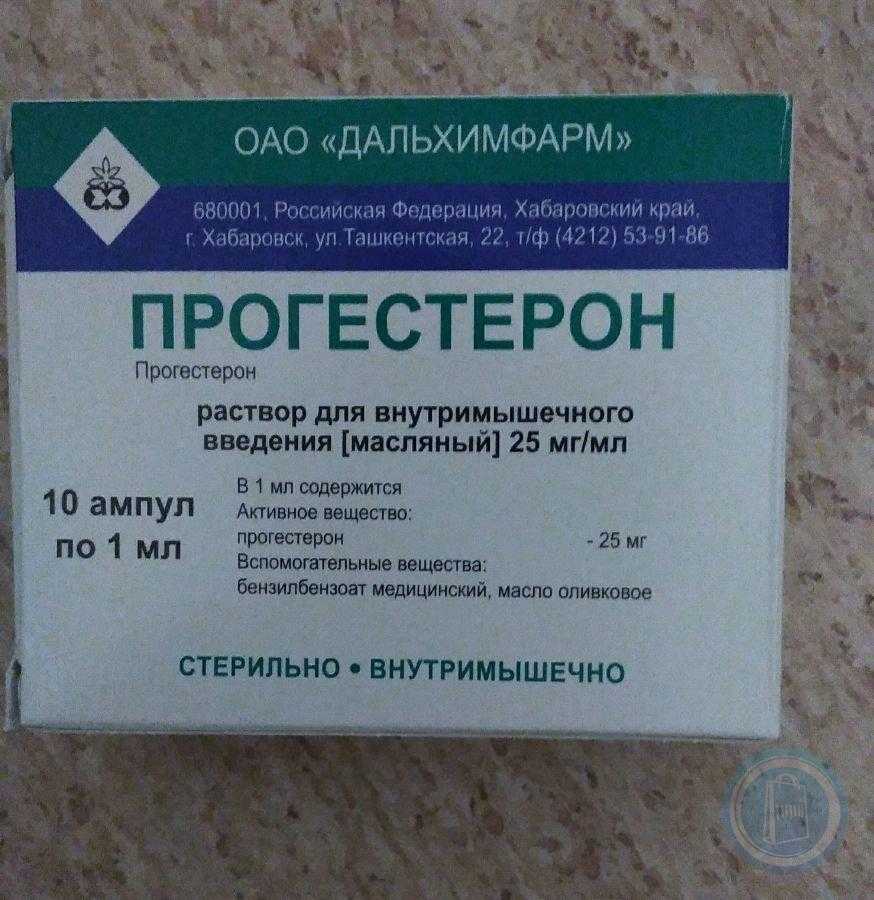 ОАО «ДАЛЬХИМФАРМ»
680001, Российская Федерация, Хабаровский край,
г. Хабаровск, ул.Ташкентская, 22, т/ф (4212) 53-91-86
ПРОГЕСТЕРОН
Прогестерон
раствор для внутримышечного
введения [масляный] 25 мг/мл
10 ампул
по 1 мл
В 1 мл содержится
Активное вещество:
прогестерон - 25 мг
Вспомогательные вещества:
бензилбензоат медицинский, масло оливковое
СТЕРИЛЬНО • ВНУТРИМЫШЕЧНО